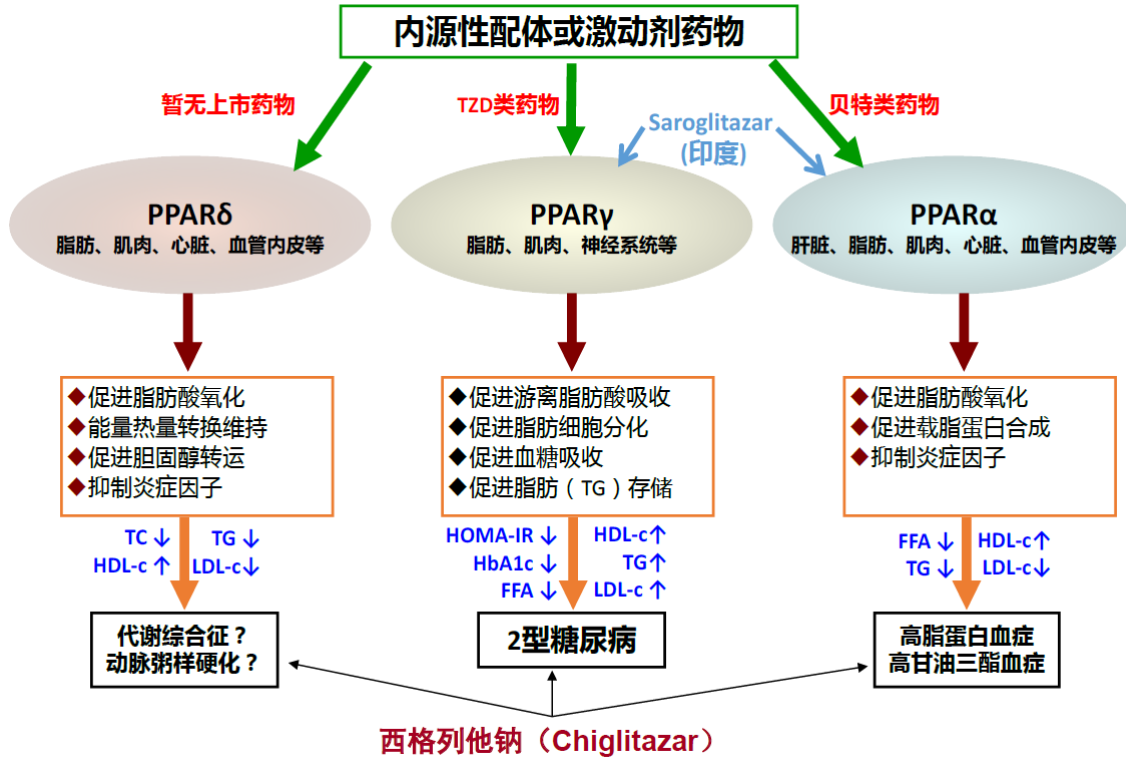 内源性配体或激动剂药物
暂无上市药物
TZD类药物
贝特类药物
Saroglitazar
(印度)
PPARδ
脂肪、肌肉、心脏、血管内皮等
PPARγ
脂肪、肌肉、神经系统等
PPARα
肝脏、脂肪、肌肉、心脏、血管内皮等
◆促进脂肪酸氧化
◆能量热量转换维持
◆促进胆固醇转运
◆抑制炎症因子
◆促进游离脂肪酸吸收
◆促进脂肪细胞分化
◆促进血糖吸收
◆促进脂肪（TG）存储
◆促进脂肪酸氧化
◆促进载脂蛋白合成
◆抑制炎症因子
TC ↓ TG ↓
HDL-c ↑ LDL-c↓
HOMA-IR ↓ HDL-c↑
HbA1c ↓ TG↑
FFA ↓ LDL-c ↑
FFA ↓ HDL-c↑
TG ↓ LDL-c↓
代谢综合征？
动脉粥样硬化？
2型糖尿病
高脂蛋白血症
高甘油三酯血症
西格列他钠（Chiglitazar）